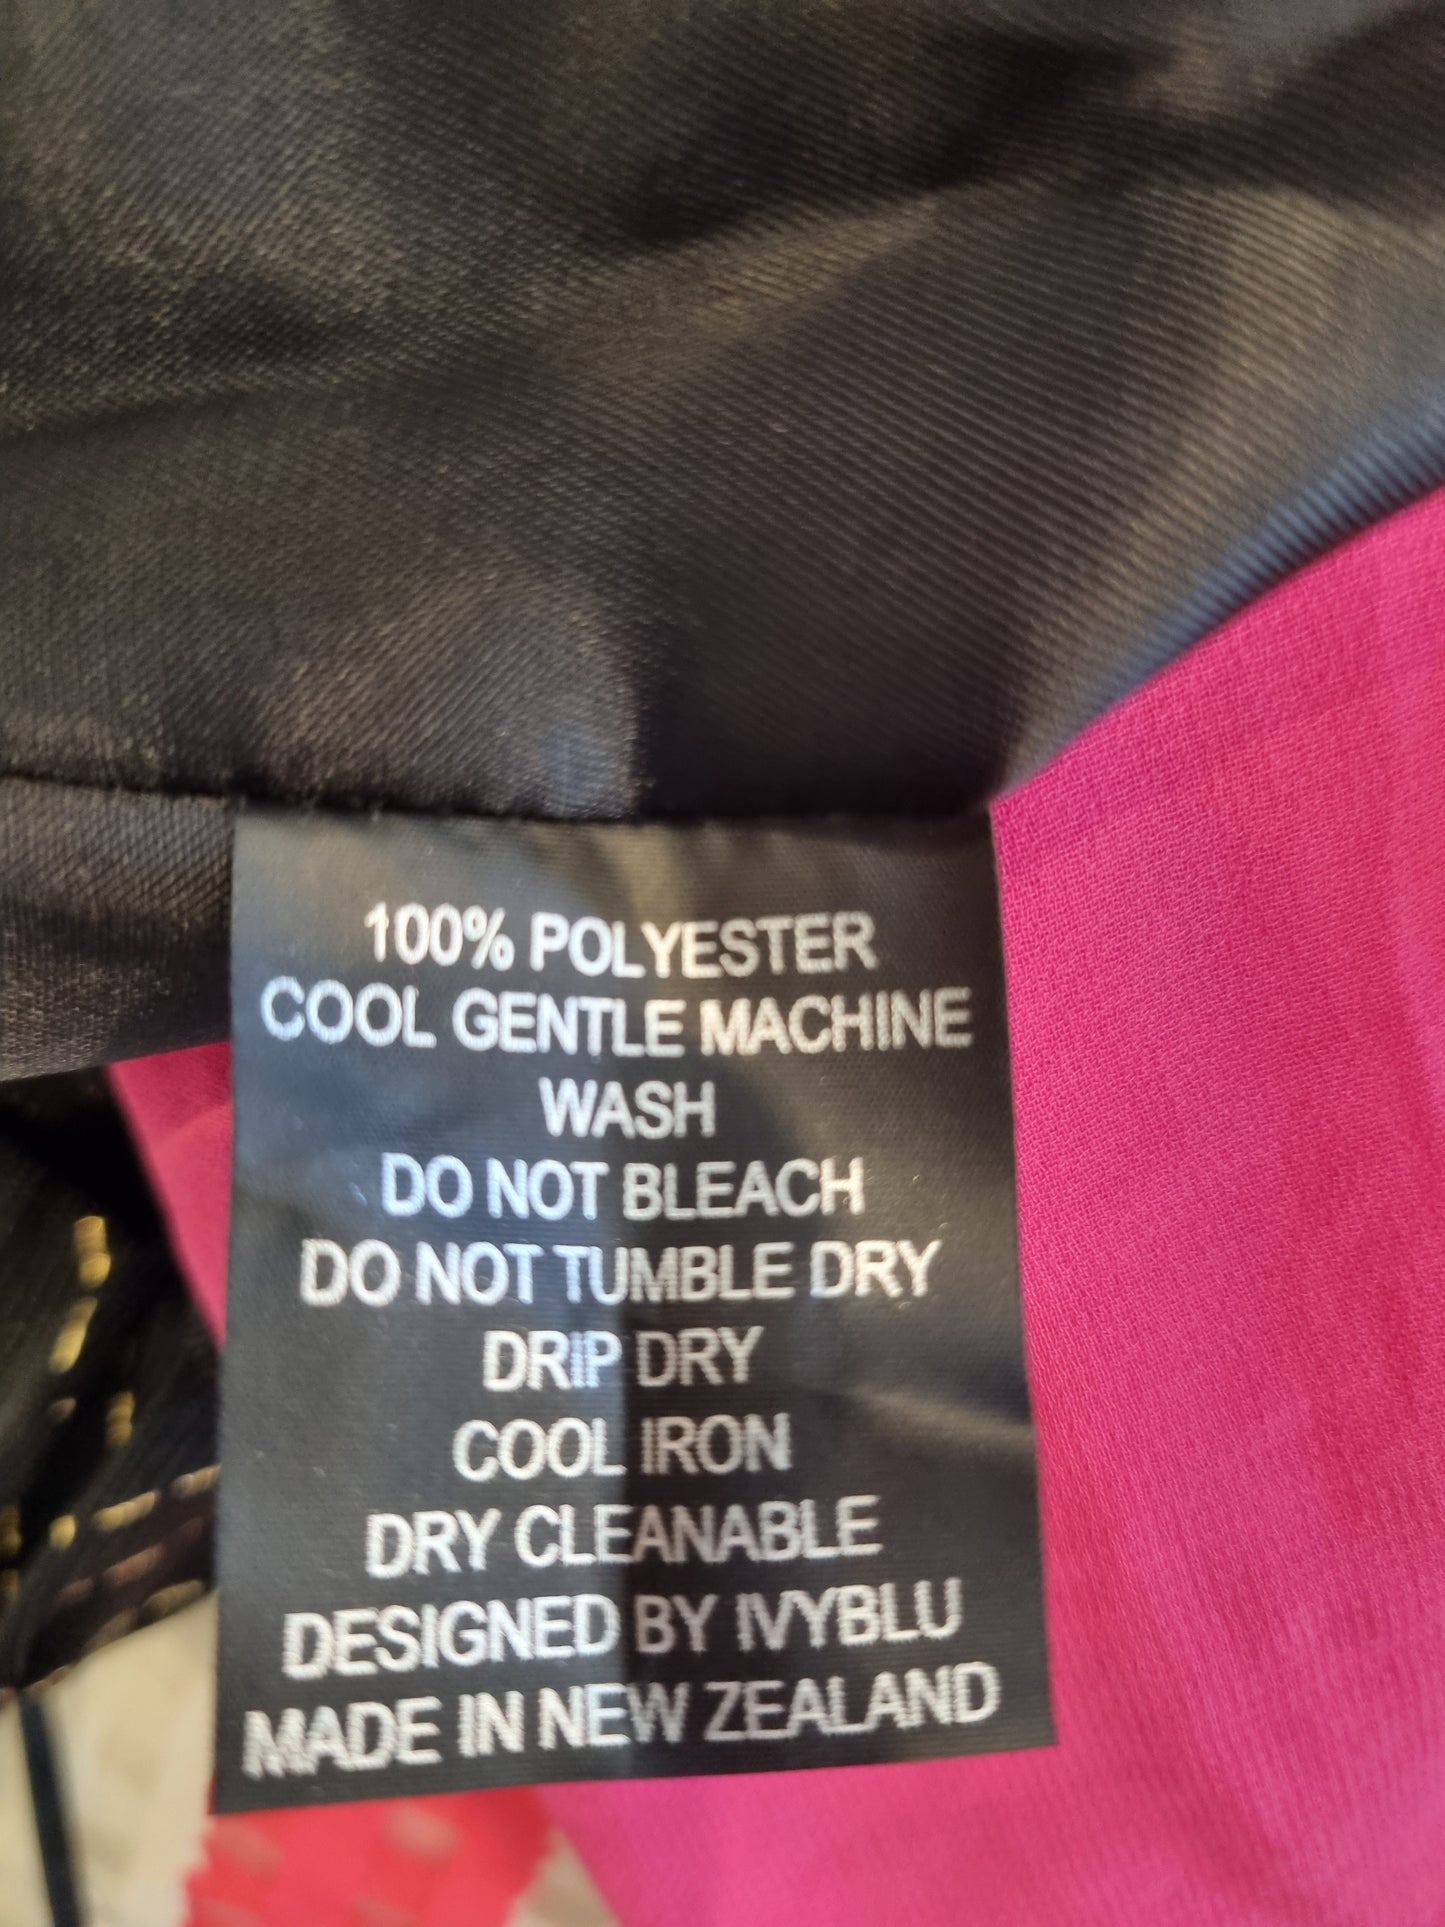 100% POLYESTER
COOL GENTLE MACHINE
WASH
DO NOT BLEACH
DO NOT TUMBLE DRY
DRIP DRY
COOL IRON
DRY CLEANABLE
DESIGNED BY IVYBLU
MADE IN NEW ZEALAND